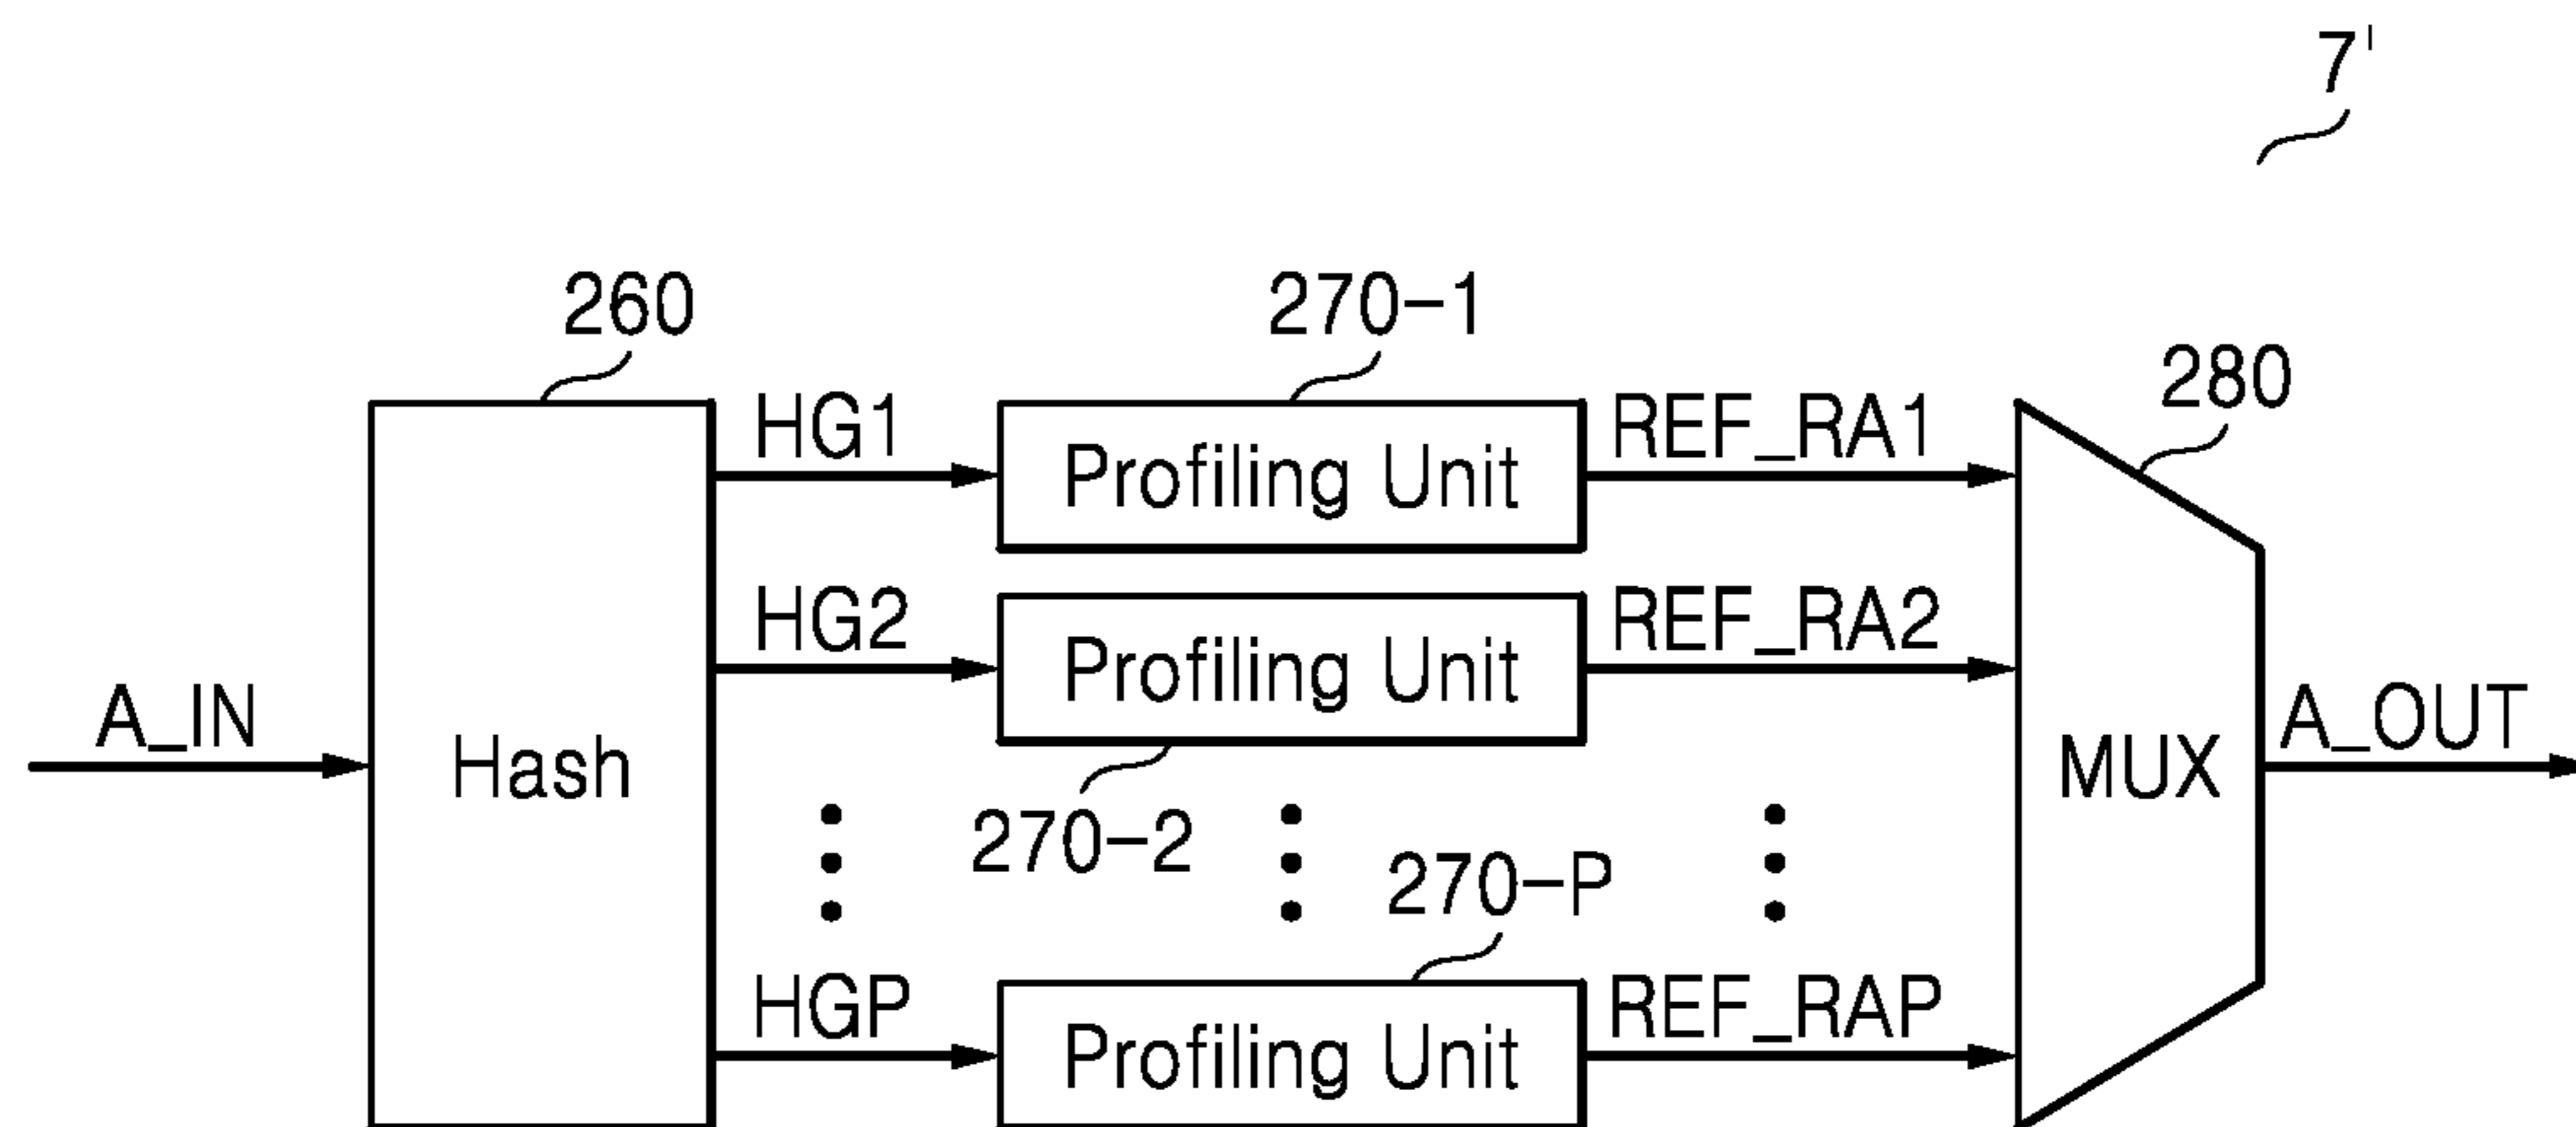 7'
260
270-1
280
HG1
Profiling Unit
REF_RA1
HG2
Profiling Unit
REF_RA2
A_IN
Hash
MUX
A_OUT
270-2
270-P
HGP
Profiling Unit
REF_RAP